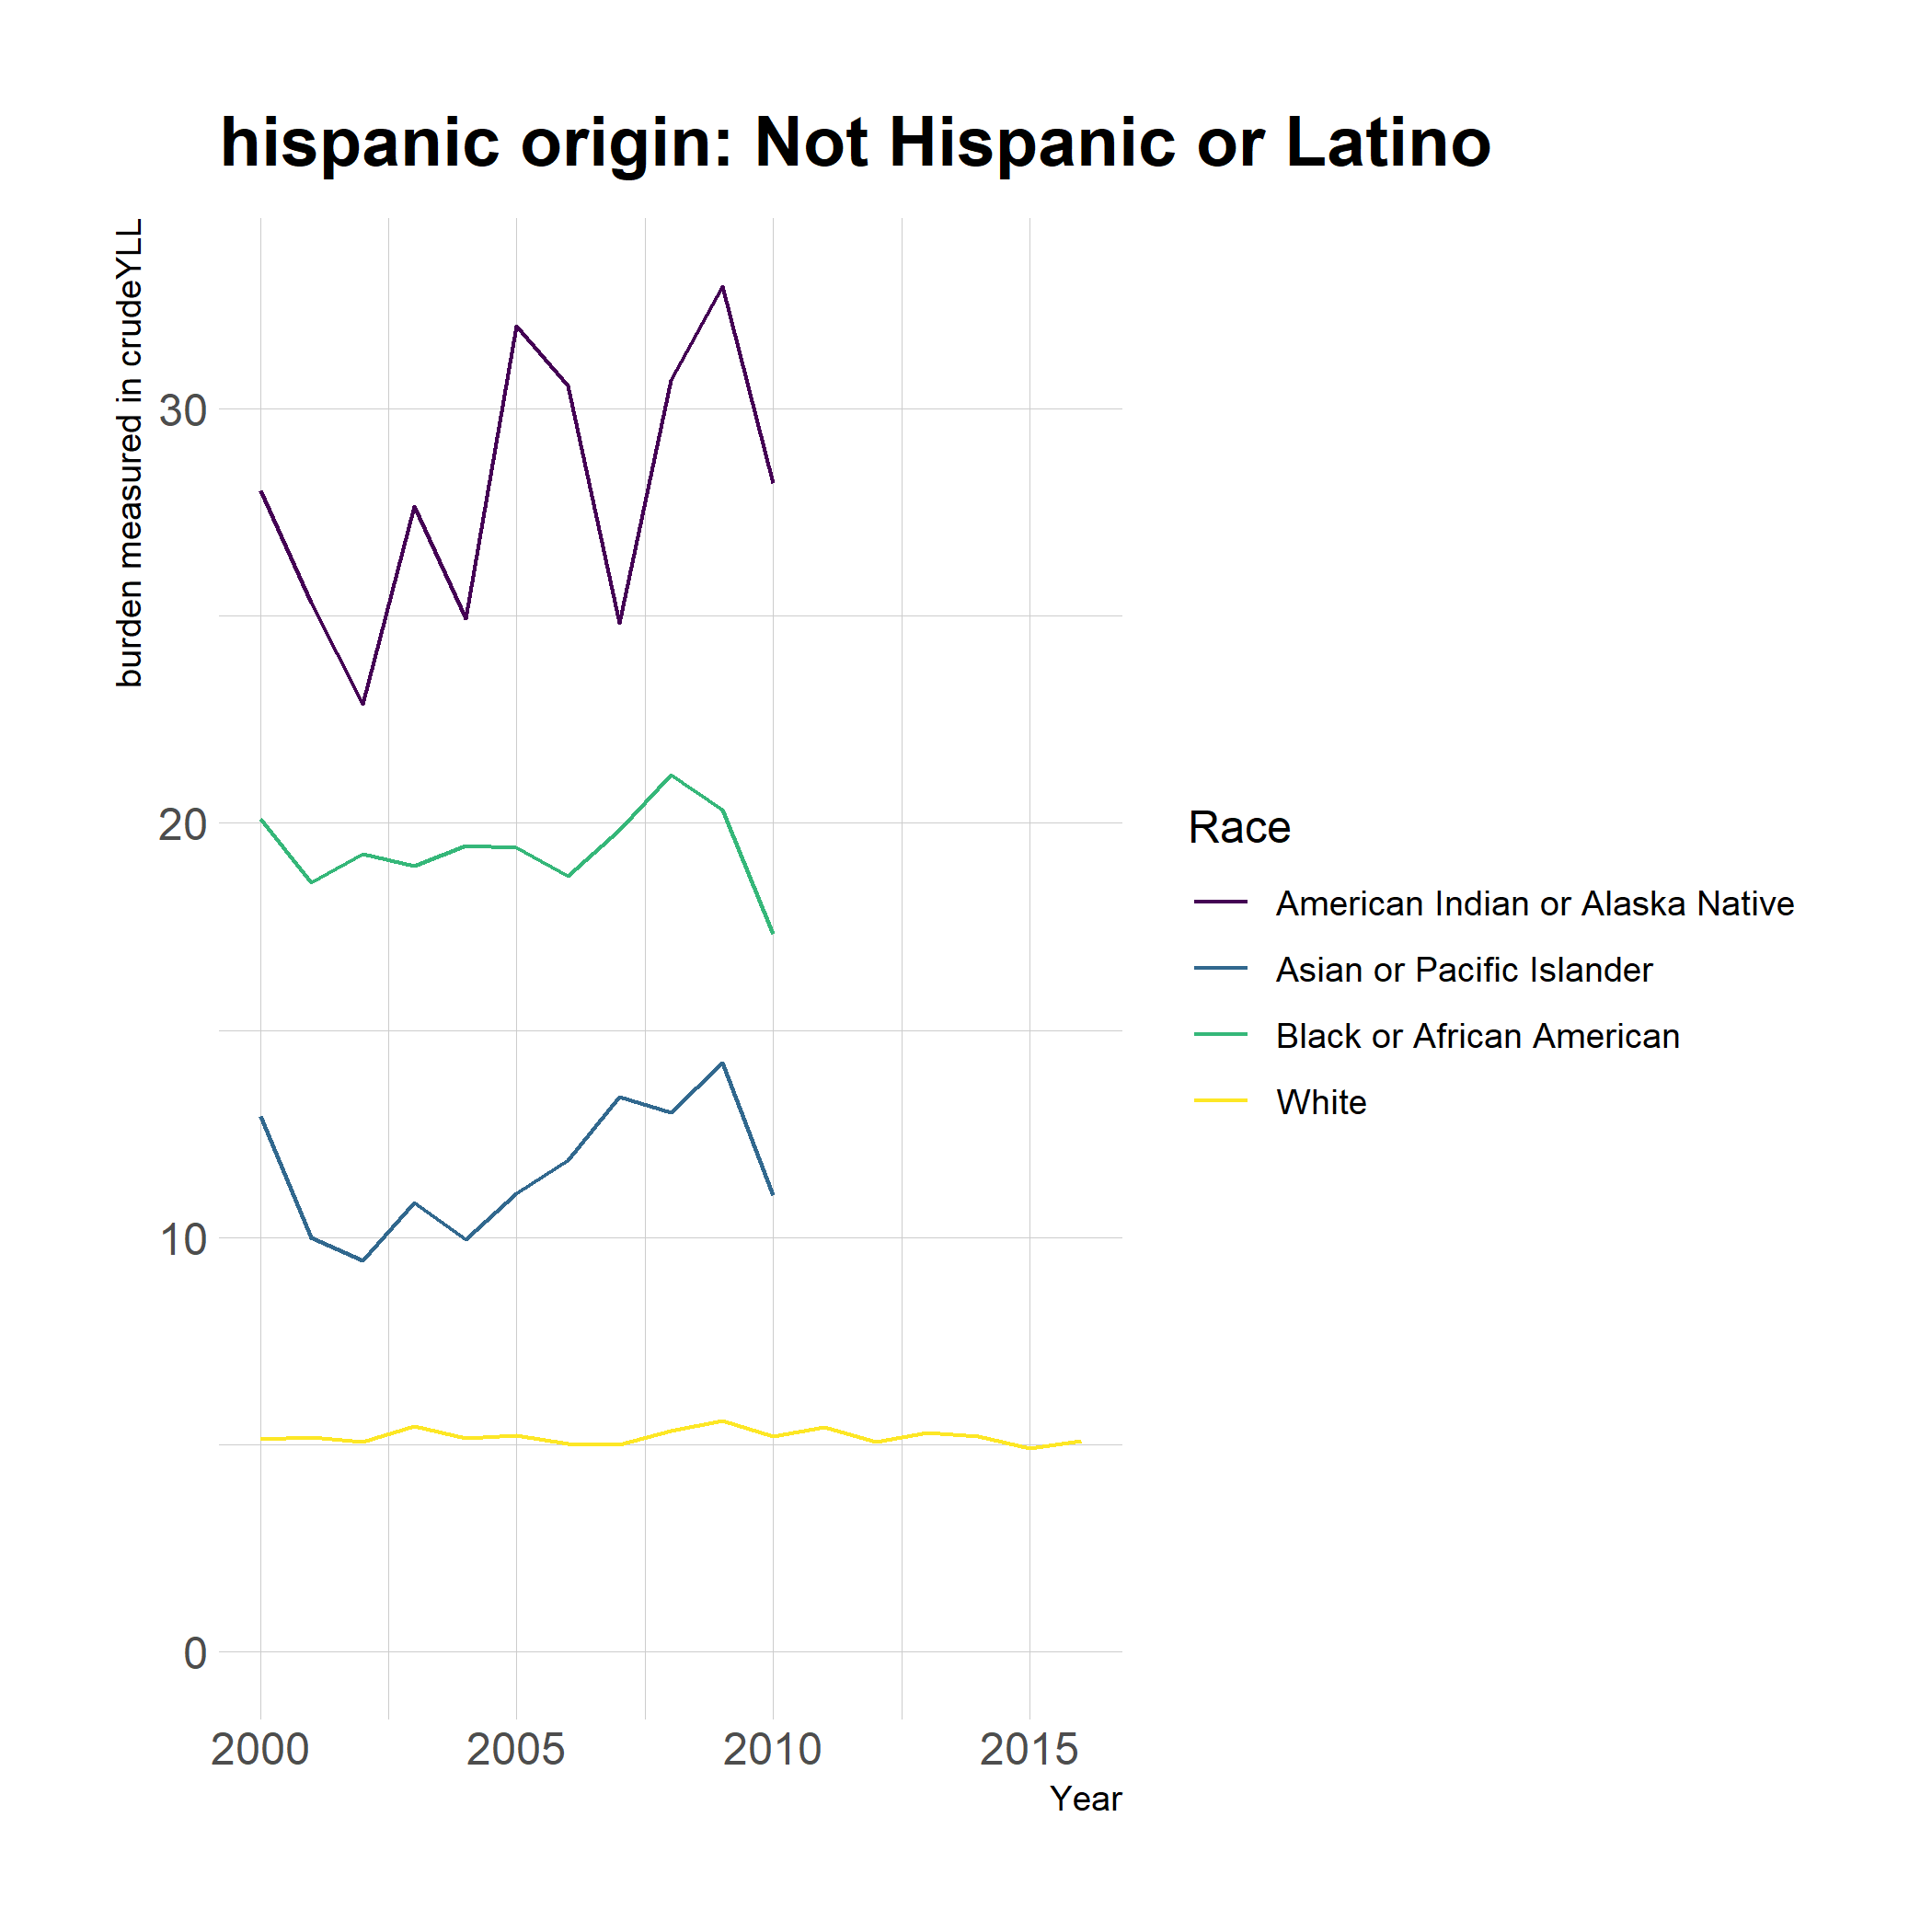 hispanic origin: Not Hispanic or Latino
burden measured in crudeYLL
30
20
10
0
2000 2005 2010 2015
Year
Race
American Indian or Alaska Native
Asian or Pacific Islander
Black or African American
White